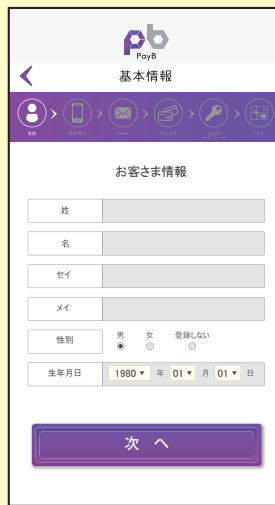 PayB
基本情報
お客さま情報
姓
名
セイ
メイ
性別 男 女 登録しない
生年月日 1980 年 01 月 01 日
次 へ